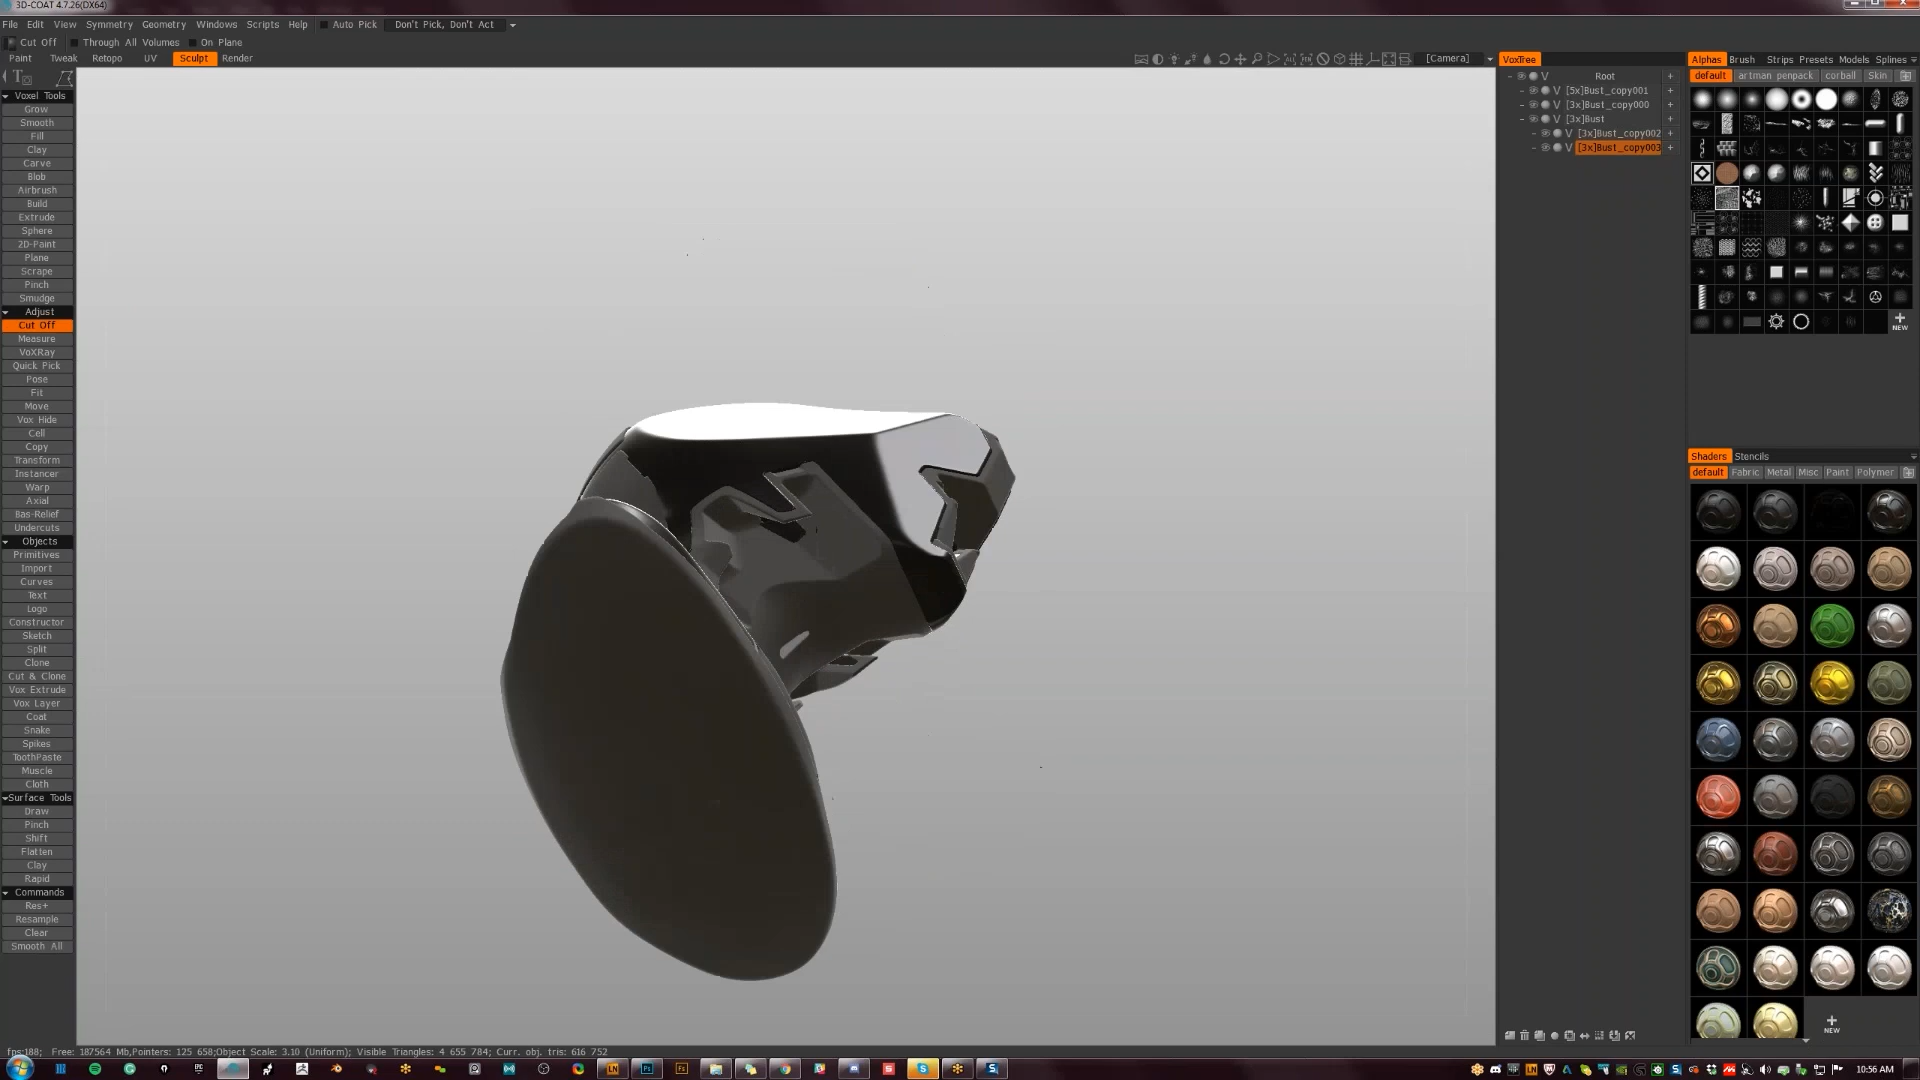 3D-COAT 4.7.26(DX64)
File Edit View Symmetry Geometry Windows Scripts Help Auto Pick Don't Pick, Don't Act
Cut Off Through All Volumes On Plane
Paint Tweak Retopo UV Sculpt Render [Camera]
Voxel Tools
Grow
Smooth
Fill
Clay
Carve
Blob
Airbrush
Build
Extrude
Sphere
2D-Paint
Plane
Scrape
Pinch
Smudge
Adjust
Cut Off
Measure
VoXRay
Quick Pick
Pose
Fit
Move
Vox Hide
Cell
Copy
Transform
Instancer
Warp
Axial
Bas-Relief
Undercuts
Objects
Primitives
Import
Curves
Text
Logo
Constructor
Sketch
Split
Clone
Cut & Clone
Vox Extrude
Vox Layer
Coat
Snake
Spikes
ToothPaste
Muscle
Cloth
Surface Tools
Draw
Pinch
Shift
Flatten
Clay
Rapid
Commands
Res+
Resample
Clear
Smooth All
VoxTree
V Root +
V [5x]Bust_copy001 +
V [3x]Bust_copy000 +
V [3x]Bust +
V [3x]Bust_copy002 +
V [3x]Bust_copy003 +
Alphas Brush Strips Presets Models Splines
default artman penpack corball Skin
NEW
Shaders Stencils
default Fabric Metal Misc Paint Polymer
NEW
fps:188; Free: 187564 Mb,Pointers: 125 658;Object Scale: 3.10 (Uniform); Visible Triangles: 4 655 784; Curr. obj. tris: 616 752
10:56 AM